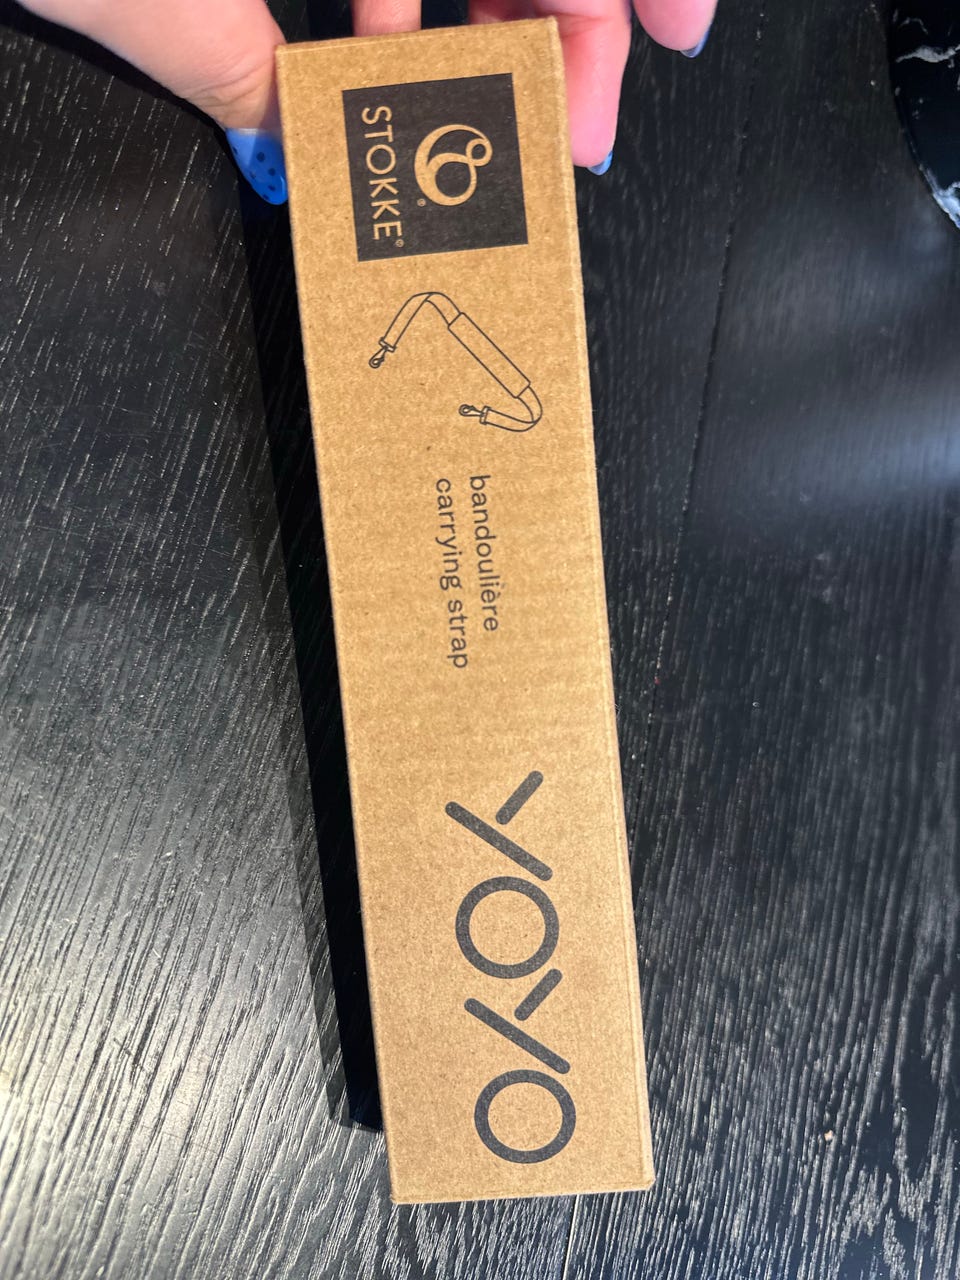 STOKKE®
bandoulière
carrying strap
YOYO